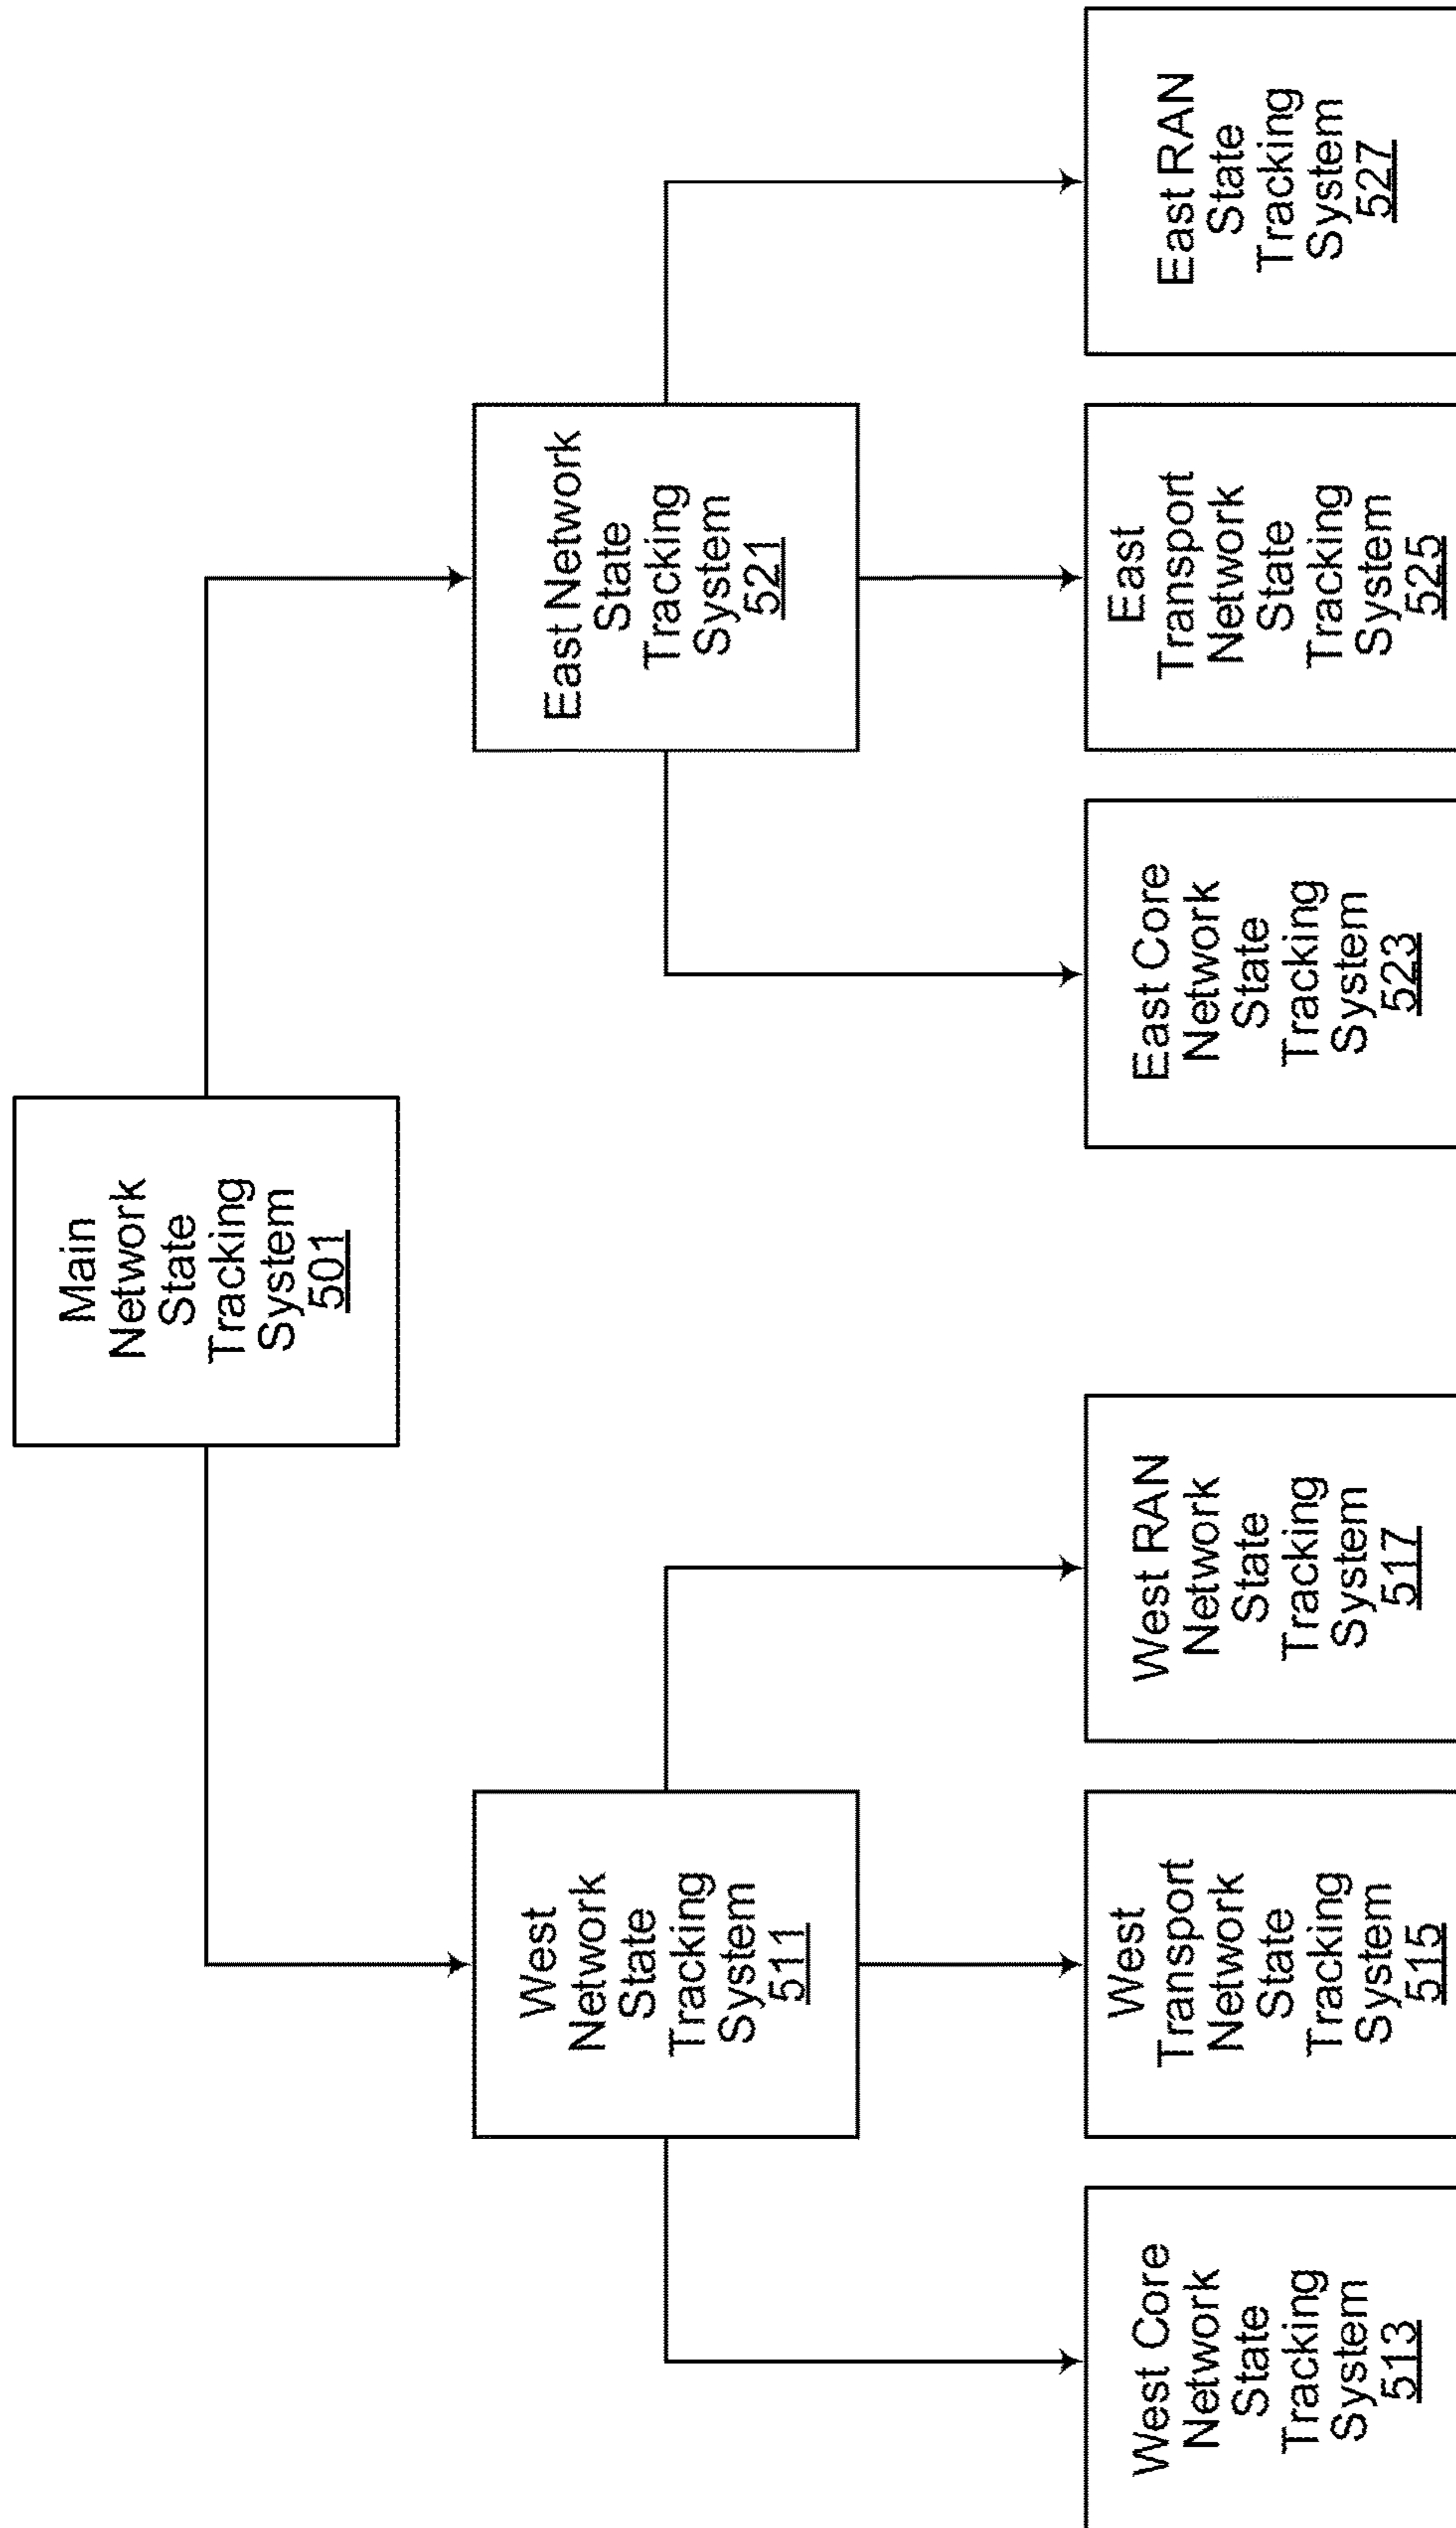 Main
Network
State
Tracking
System
501
West
Network
State
Tracking
System
511
East Network
State
Tracking
System
521
West Core
Network
State
Tracking
System
513
West
Transport
Network
State
Tracking
System
515
West RAN
Network
State
Tracking
System
517
East Core
Network
State
Tracking
System
523
East
Transport
Network
State
Tracking
System
525
East RAN
State
Tracking
System
527